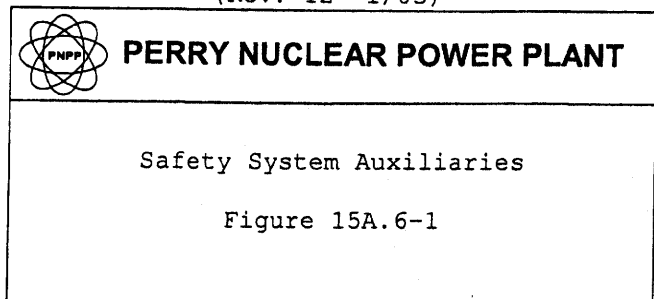 PNPP
PERRY NUCLEAR POWER PLANT
Safety System Auxiliaries
Figure 15A.6-1